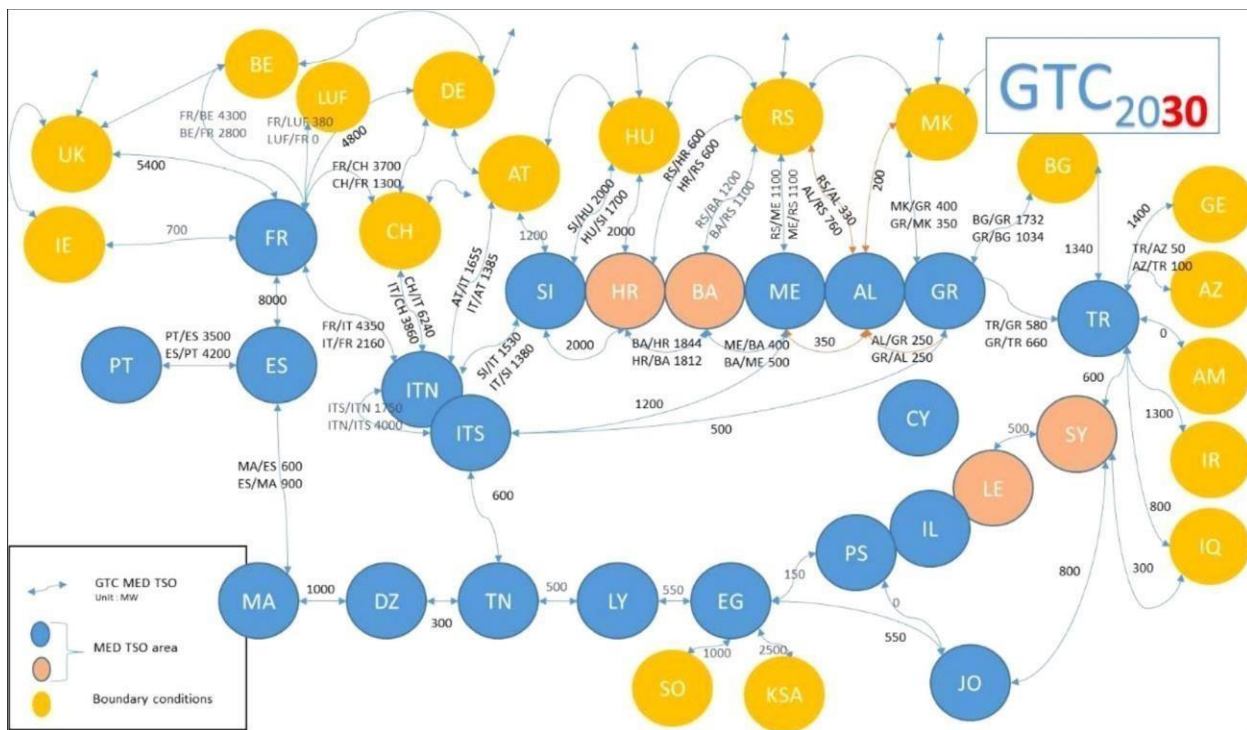 GTC2030
BE
LUF
DE
UK
FR/BE 4300
BE/FR 2800
FR/LUF 380
LUF/FR 0
4800
5400
FR/CH 3700
CH/FR 1300
AT
HU
RS
MK
BG
GE
IE
700
FR
CH
1200
SI/HU 2000
HU/SI 1700
2000
RS/HR 600
HR/RS 600
RS/BA 1200
BA/RS 1100
RS/ME 1100
ME/RS 1100
RS/AL 330
AL/RS 760
200
MK/GR 400
GR/MK 350
BG/GR 1732
GR/BG 1034
1340
1400
TR/AZ 50
AZ/TR 100
AZ
8000
FR/IT 4350
IT/FR 2160
CH/IT 6240
IT/CH 3860
AT/IT 1655
IT/AT 1385
SI
HR
BA
ME
AL
GR
TR
0
PT
PT/ES 3500
ES/PT 4200
ES
SI/IT 1530
IT/SI 1380
2000
BA/HR 1844
HR/BA 1812
ME/BA 400
BA/ME 500
350
AL/GR 250
GR/AL 250
TR/GR 580
GR/TR 660
AM
600
1300
ITN
ITS/ITN 1750
ITN/ITS 4000
ITS
1200
500
CY
500
SY
IR
MA/ES 600
ES/MA 900
600
LE
IL
PS
800
IQ
800
300
GTC MED TSO
Unit : MW
MED TSO area
Boundary conditions
MA
1000
DZ
300
TN
500
LY
550
EG
150
0
550
JO
1000
2500
SO
KSA